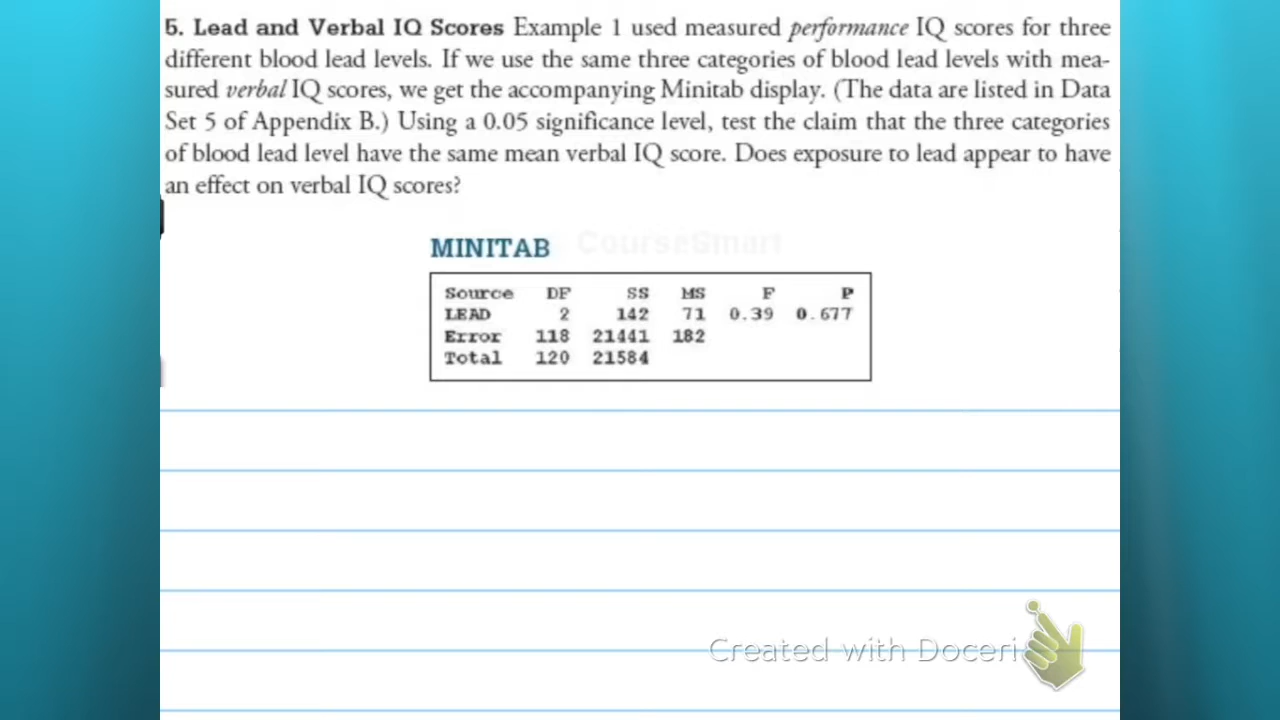 5. Lead and Verbal IQ Scores Example 1 used measured performance IQ scores for three
different blood lead levels. If we use the same three categories of blood lead levels with mea-
sured verbal IQ scores, we get the accompanying Minitab display. (The data are listed in Data
Set 5 of Appendix B.) Using a 0.05 significance level, test the claim that the three categories
of blood lead level have the same mean verbal IQ score. Does exposure to lead appear to have
an effect on verbal IQ scores?
CourseSmart
MINITAB
Source DF SS MS F P
LEAD 2 142 71 0.39 0.677
Error 118 21441 182
Total 120 21584
Created with Doceri